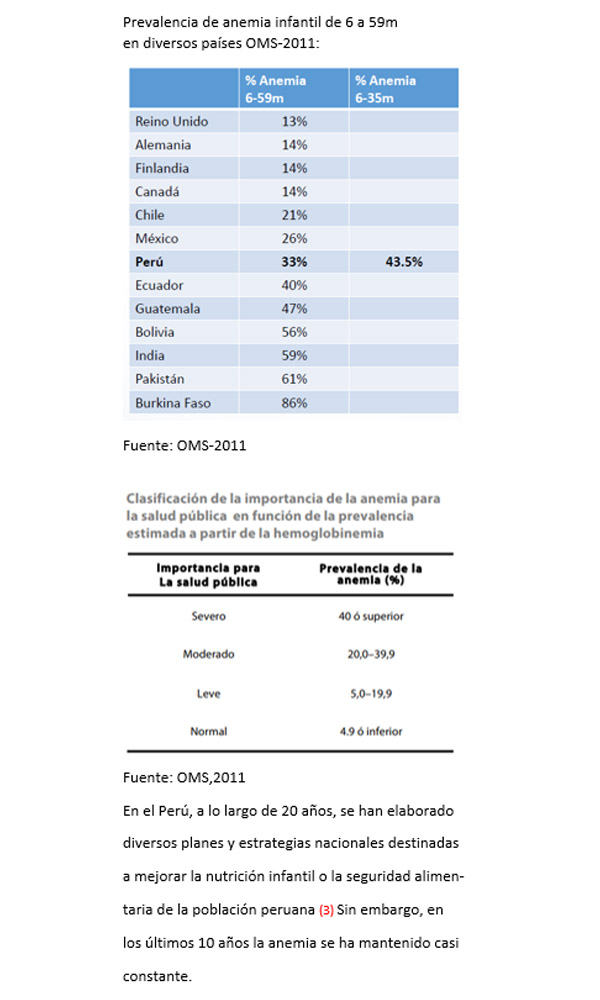 Prevalencia de anemia infantil de 6 a 59m
en diversos países OMS-2011:
% Anemia 6-59m % Anemia 6-35m
Reino Unido 13%
Alemania 14%
Finlandia 14%
Canadá 14%
Chile 21%
México 26%
Perú 33% 43.5%
Ecuador 40%
Guatemala 47%
Bolivia 56%
India 59%
Pakistán 61%
Burkina Faso 86%
Fuente: OMS-2011
Clasificación de la importancia de la anemia para
la salud pública en función de la prevalencia
estimada a partir de la hemoglobinemia
Importancia para La salud pública Prevalencia de la anemia (%)
Severo 40 ó superior
Moderado 20,0–39,9
Leve 5,0–19,9
Normal 4.9 ó inferior
Fuente: OMS,2011
En el Perú, a lo largo de 20 años, se han elaborado
diversos planes y estrategias nacionales destinadas
a mejorar la nutrición infantil o la seguridad alimen-
taria de la población peruana (3) Sin embargo, en
los últimos 10 años la anemia se ha mantenido casi
constante.